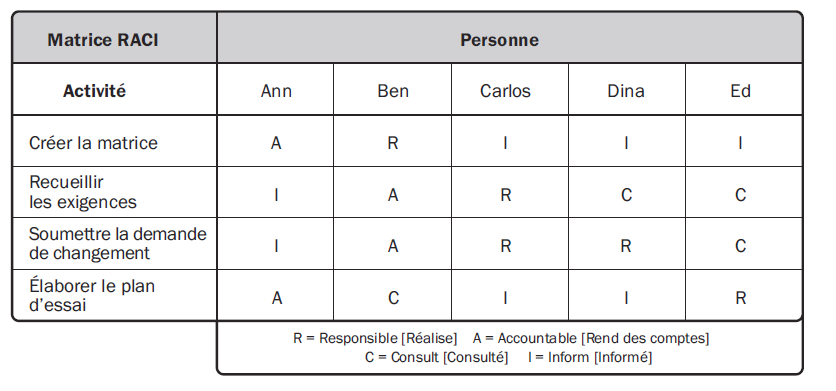 Matrice RACI Personne
Activité Ann Ben Carlos Dina Ed
Créer la matrice A R I I I
Recueillir
les exigences I A R C C
Soumettre la demande
de changement I A R R C
Élaborer le plan
d’essai A C I I R
R = Responsible [Réalise] A = Accountable [Rend des comptes]
C = Consult [Consulté] I = Inform [Informé]